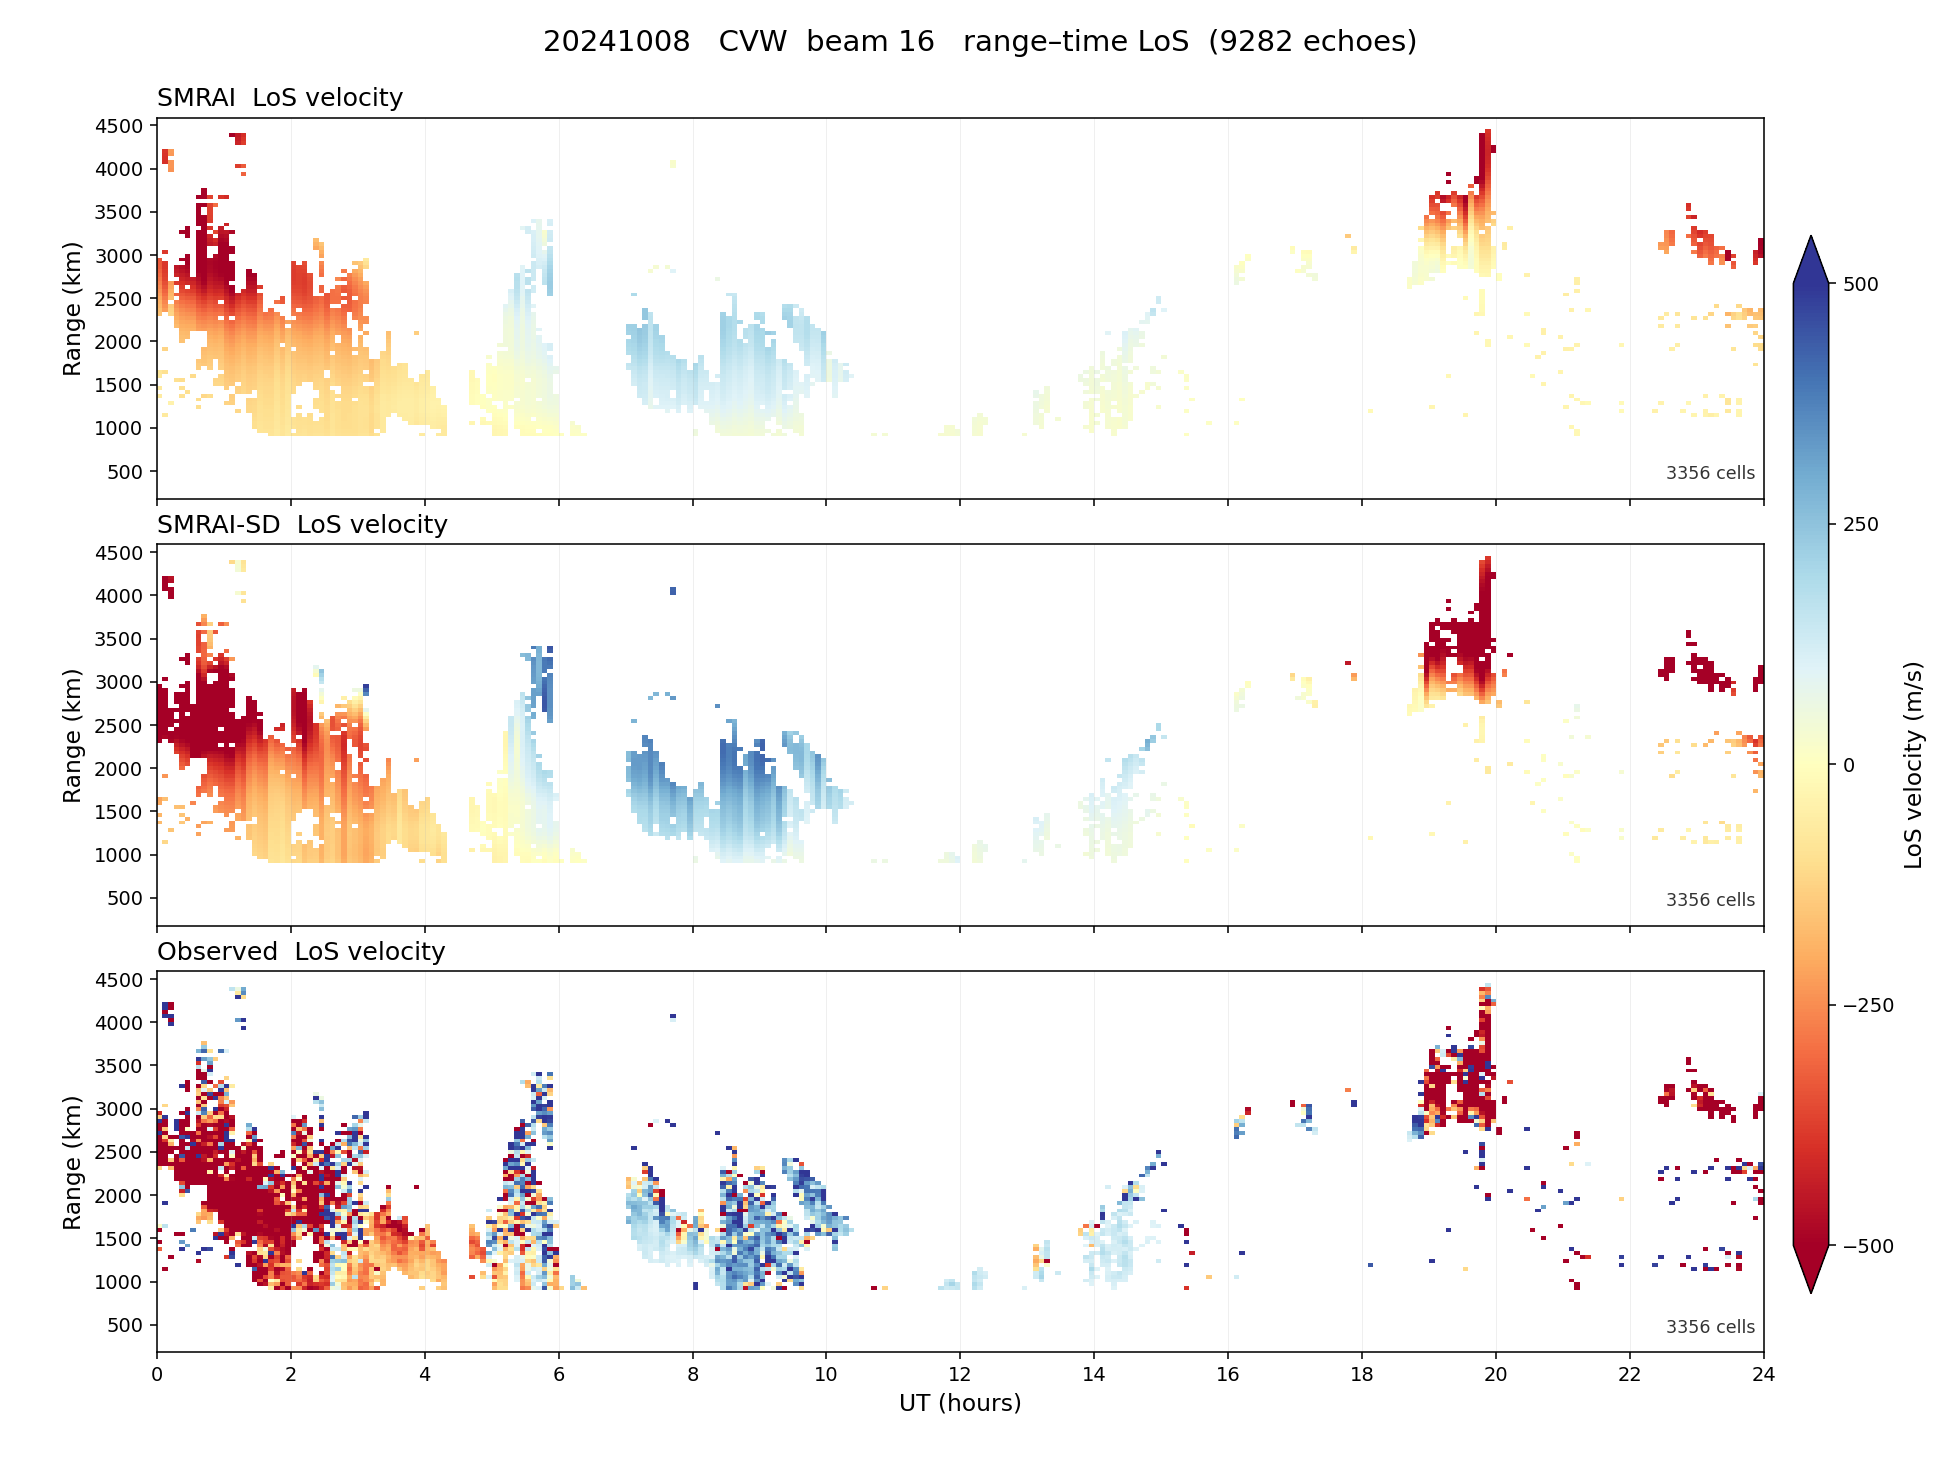 20241008   CVW  beam 16   range–time LoS  (9282 echoes)
SMRAI  LoS velocity
4500
4000
3500
3000
2500
2000
1500
1000
500
Range (km)
3356 cells
SMRAI-SD  LoS velocity
4500
4000
3500
3000
2500
2000
1500
1000
500
Range (km)
3356 cells
Observed  LoS velocity
4500
4000
3500
3000
2500
2000
1500
1000
500
Range (km)
3356 cells
0 2 4 6 8 10 12 14 16 18 20 22 24
UT (hours)
500
250
0
−250
−500
LoS velocity (m/s)